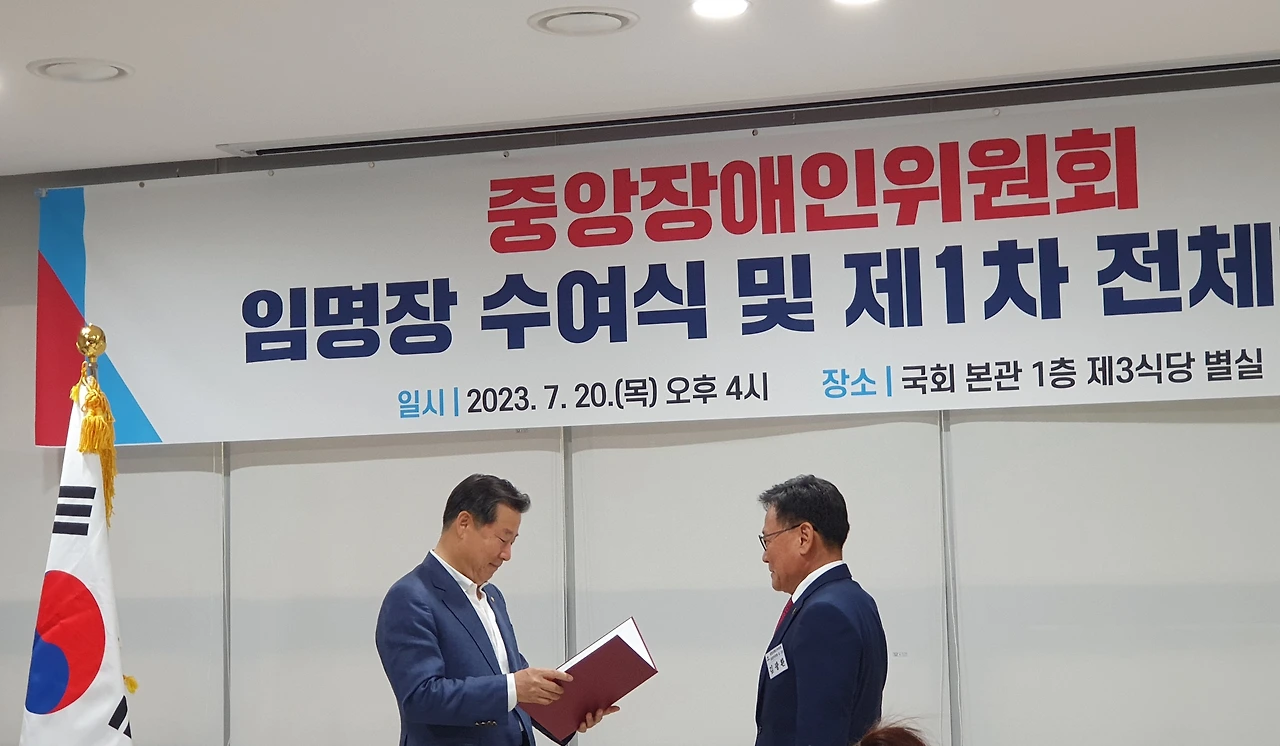 중앙장애인위원회
임명장 수여식 및 제1차 전체
일시 | 2023. 7. 20.(목) 오후 4시 장소 | 국회 본관 1층 제3식당 별실